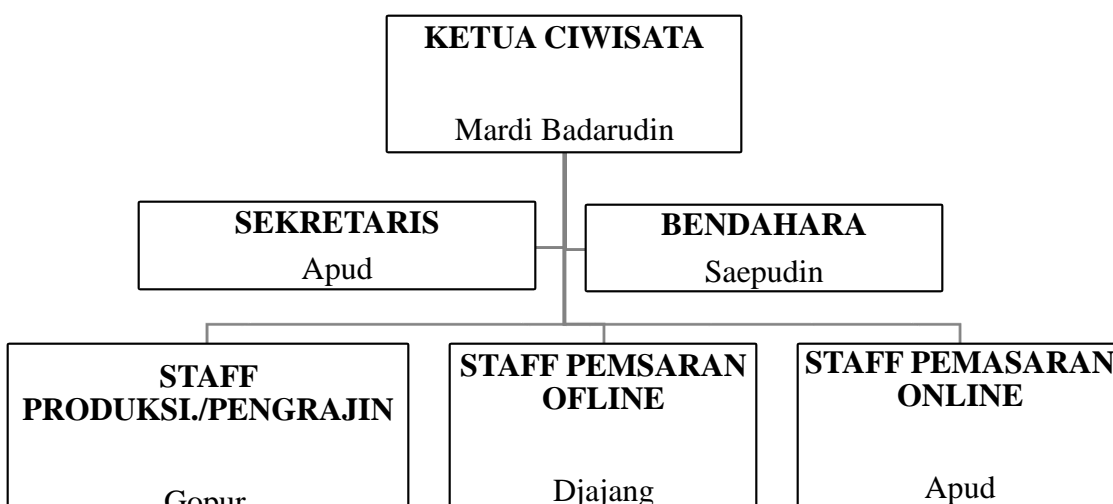 KETUA CIWISATA
Mardi Badarudin
SEKRETARIS
Apud
BENDAHARA
Saepudin
STAFF
PRODUKSI./PENGRAJIN
Gopur
STAFF PEMSARAN
OFLINE
Djajang
STAFF PEMASARAN
ONLINE
Apud